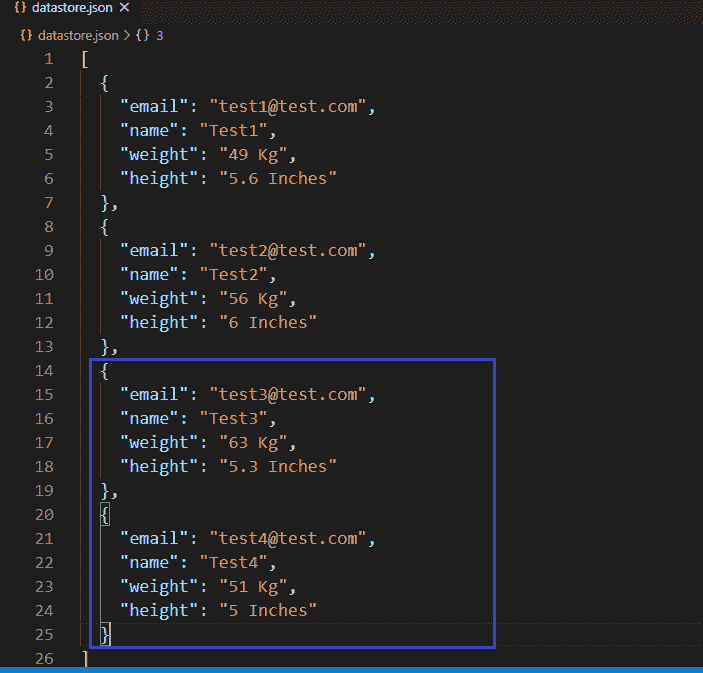 {} datastore.json ×
{} datastore.json > {} 3
1 [
2 {
3 "email": "test1@test.com",
4 "name": "Test1",
5 "weight": "49 Kg",
6 "height": "5.6 Inches"
7 },
8 {
9 "email": "test2@test.com",
10 "name": "Test2",
11 "weight": "56 Kg",
12 "height": "6 Inches"
13 },
14 {
15 "email": "test3@test.com",
16 "name": "Test3",
17 "weight": "63 Kg",
18 "height": "5.3 Inches"
19 },
20 {
21 "email": "test4@test.com",
22 "name": "Test4",
23 "weight": "51 Kg",
24 "height": "5 Inches"
25 }
26 ]